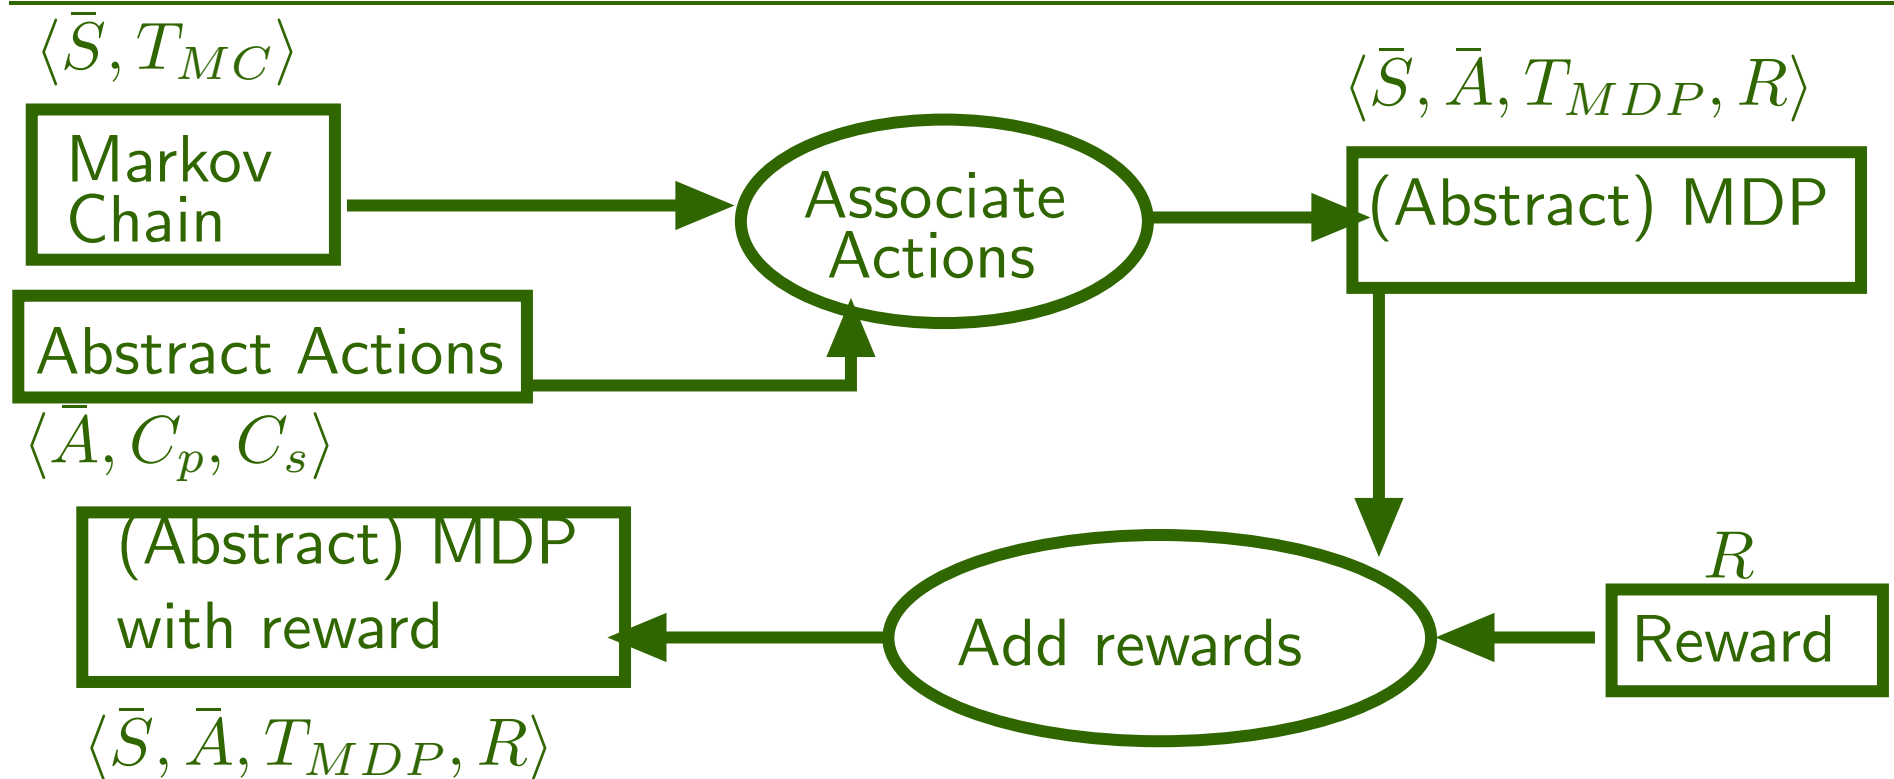 ⟨S̄, T_MC⟩
Markov
Chain
Abstract Actions
⟨Ā, C_p, C_s⟩
Associate
Actions
⟨S̄, Ā, T_MDP, R⟩
(Abstract) MDP
R
Reward
Add rewards
(Abstract) MDP
with reward
⟨S̄, Ā, T_MDP, R⟩